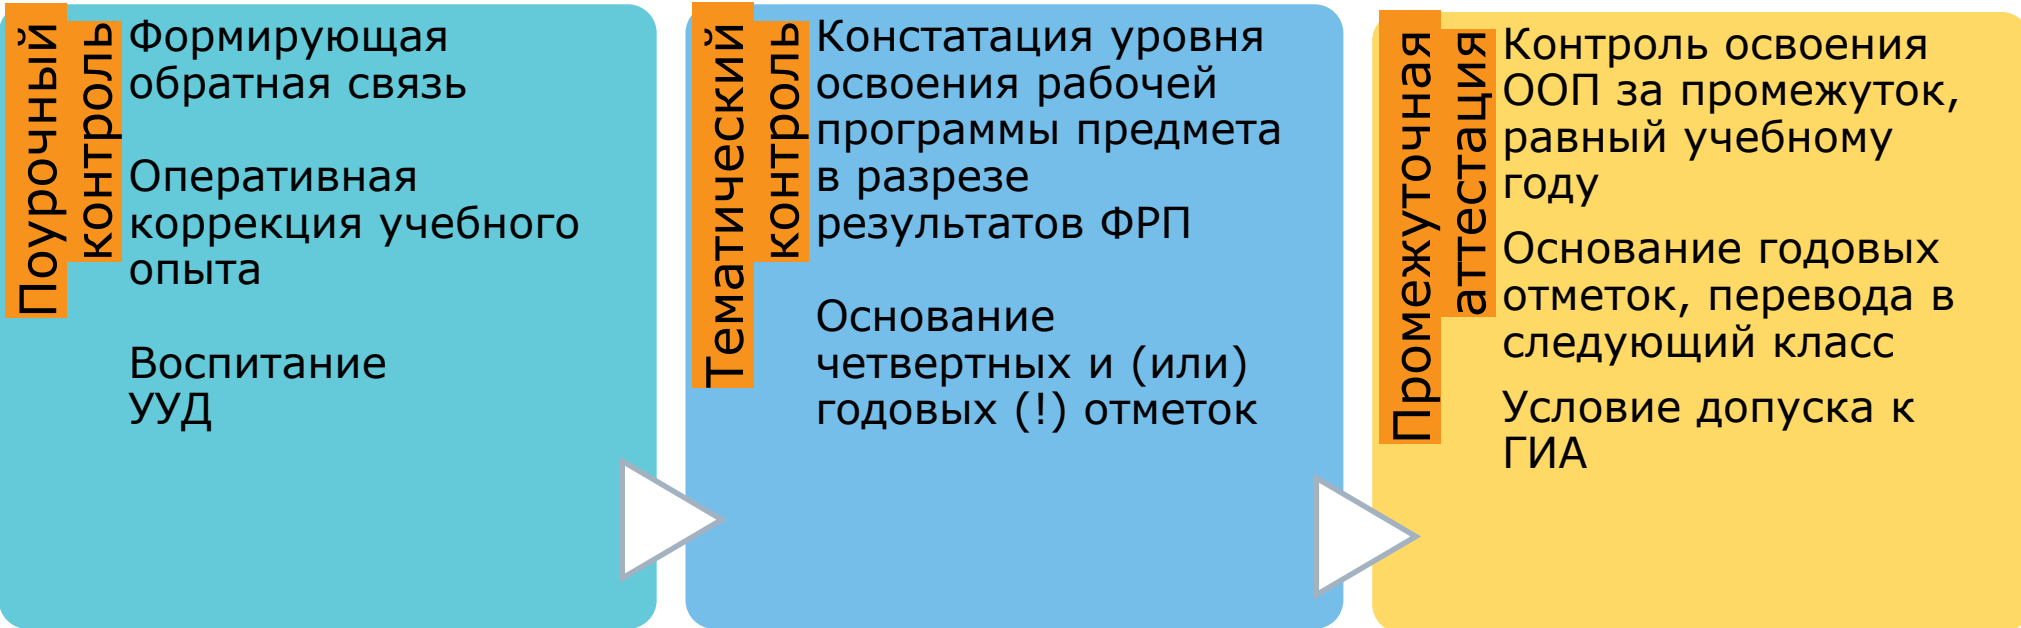 Поурочный
контроль
Формирующая
обратная связь
Оперативная
коррекция учебного
опыта
Воспитание
УУД
Тематический
контроль
Констатация уровня
освоения рабочей
программы предмета
в разрезе
результатов ФРП
Основание
четвертных и (или)
годовых (!) отметок
Промежуточная
аттестация
Контроль освоения
ООП за промежуток,
равный учебному
году
Основание годовых
отметок, перевода в
следующий класс
Условие допуска к
ГИА